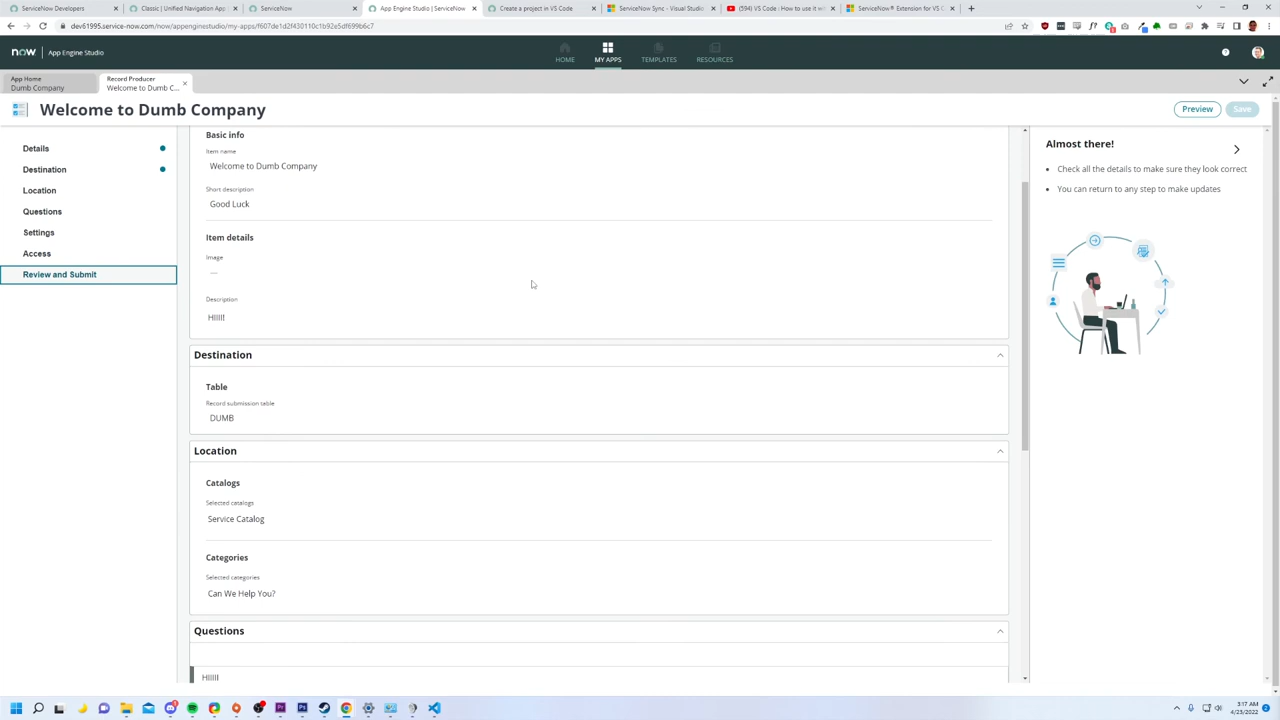 ServiceNow Developers
Classic | Unified Navigation App
ServiceNow
App Engine Studio | ServiceNow
Create a project in VS Code
ServiceNow Sync - Visual Studio
(594) VS Code : How to use it wi
ServiceNow® Extension for VS C
dev61995.service-now.com/now/appenginestudio/my-apps/f607de1d2f430110c1b92e5df699b6c7
now
App Engine Studio
HOME
MY APPS
TEMPLATES
RESOURCES
App Home
Dumb Company
Record Producer
Welcome to Dumb C...
Welcome to Dumb Company
Preview
Save
Details
Destination
Location
Questions
Settings
Access
Review and Submit
Basic info
Item name
Welcome to Dumb Company
Short description
Good Luck
Item details
Image
—
Description
HIIII!
Destination
Table
Record submission table
DUMB
Location
Catalogs
Selected catalogs
Service Catalog
Categories
Selected categories
Can We Help You?
Questions
HIIIII
Almost there!
Check all the details to make sure they look correct
You can return to any step to make updates
3:17 AM
4/23/2022